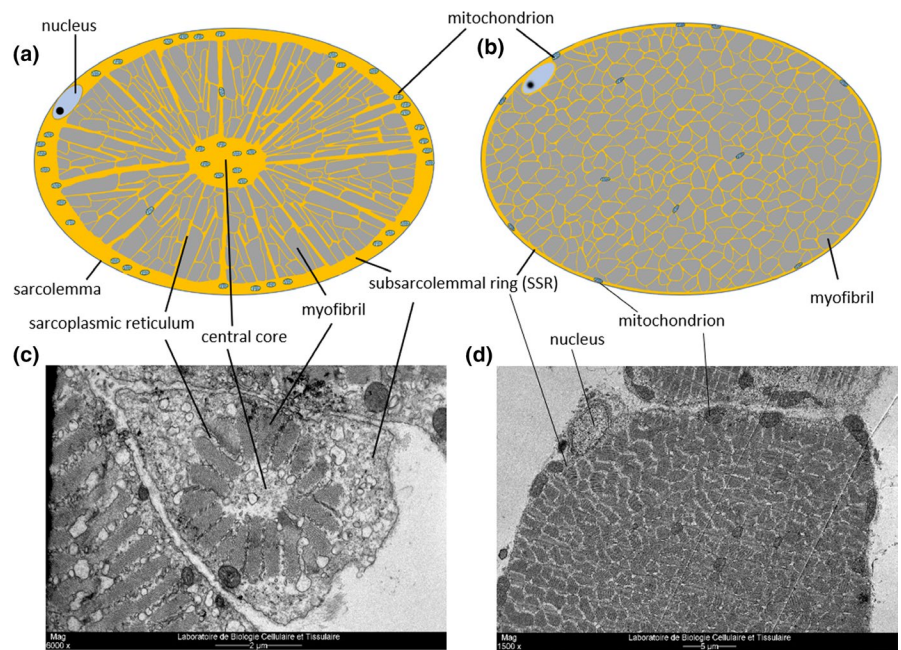 nucleus
mitochondrion
(a)
(b)
sarcolemma
sarcoplasmic reticulum
central core
myofibril
subsarcolemmal ring (SSR)
mitochondrion
myofibril
nucleus
(c)
(d)
Mag
6000 x
Laboratoire de Biologie Cellulaire et Tissulaire
2 µm
Mag
1500 x
Laboratoire de Biologie Cellulaire et Tissulaire
5 µm